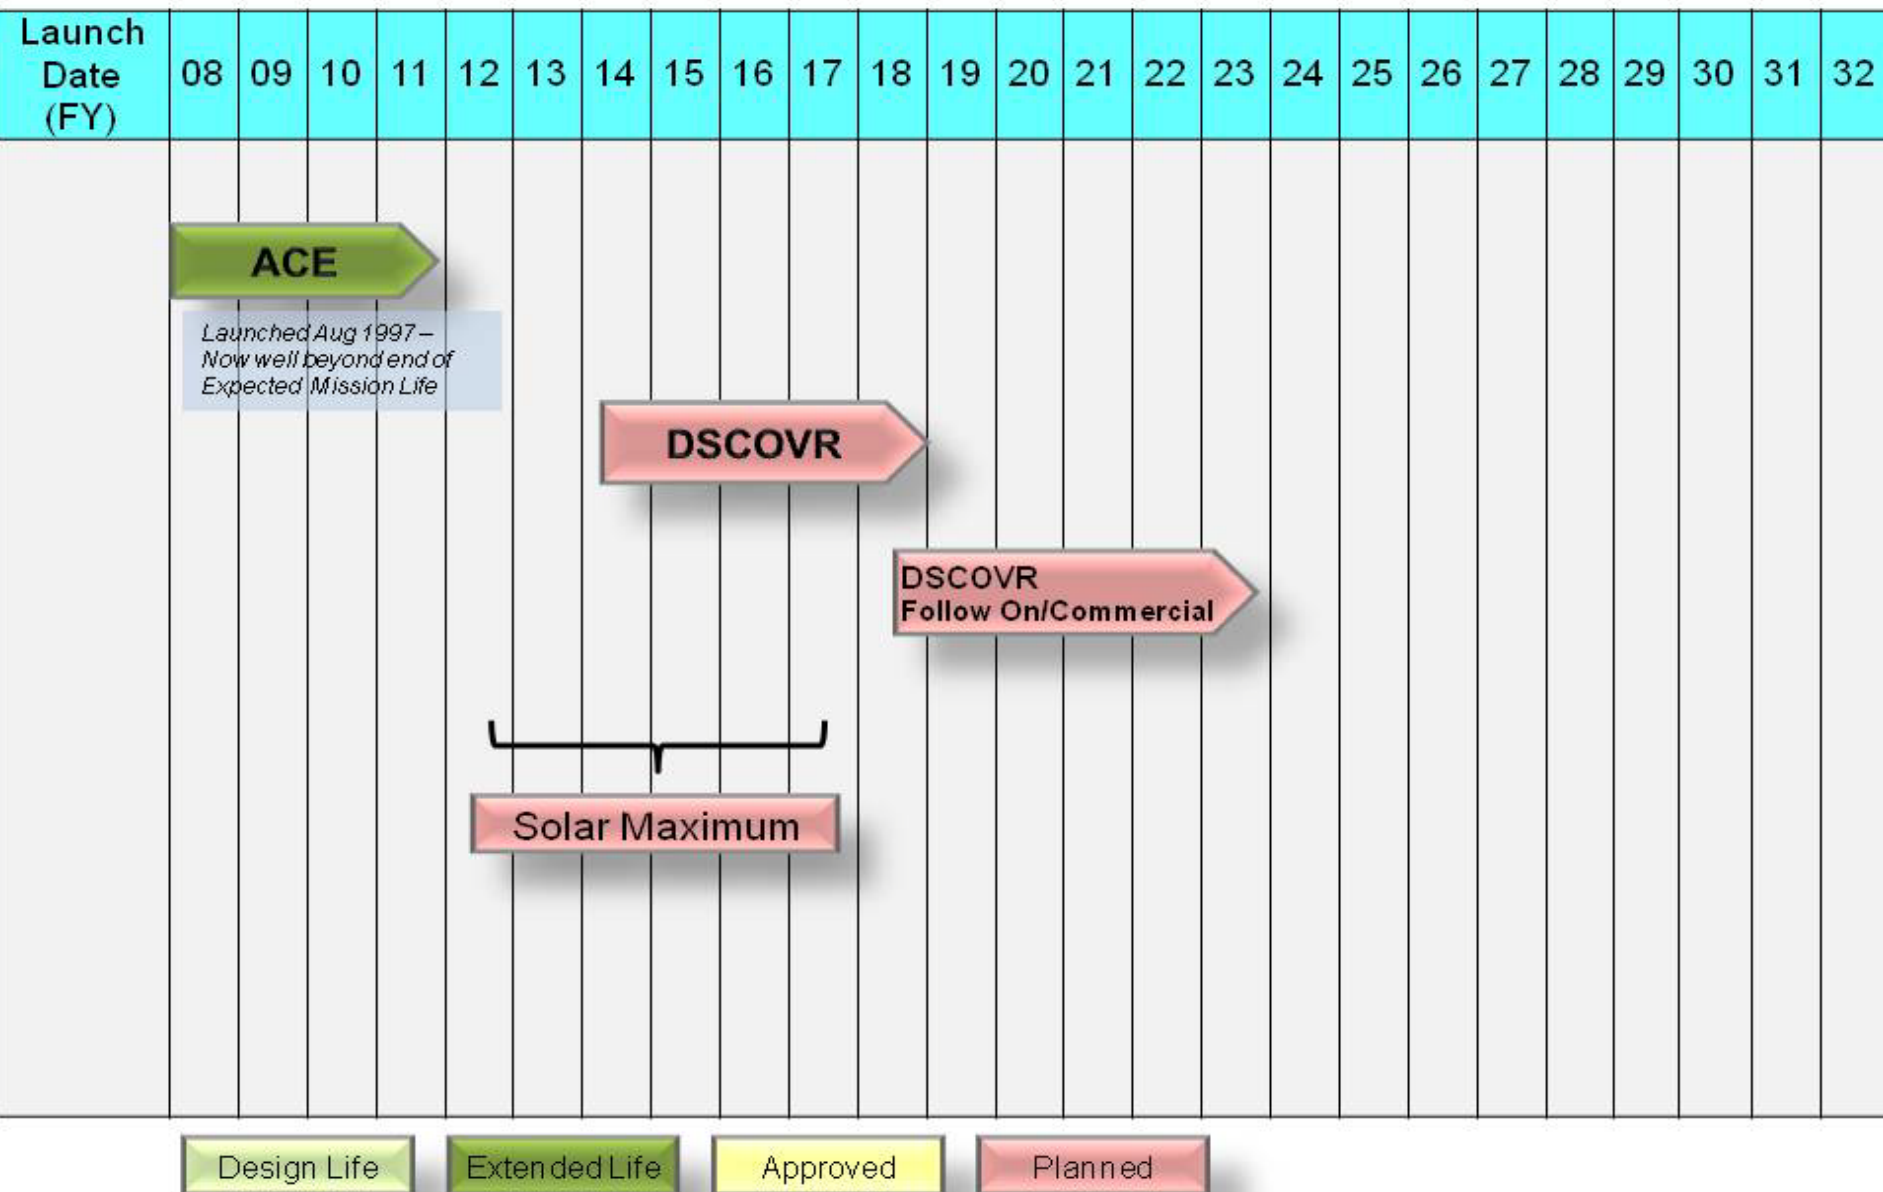 Launch
Date
(FY)
08 09 10 11 12 13 14 15 16 17 18 19 20 21 22 23 24 25 26 27 28 29 30 31 32
ACE
Launched Aug 1997 –
Now well beyond end of
Expected Mission Life
DSCOVR
DSCOVR
Follow On/Commercial
Solar Maximum
Design Life Extended Life Approved Planned